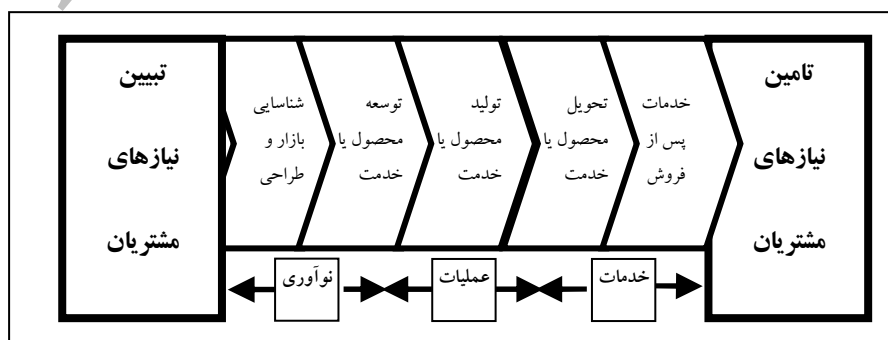 تبیین
نیازهای
مشتریان
شناسایی
بازار و
طراحی
توسعه
محصول یا
خدمت
تولید
محصول یا
خدمت
تحویل
محصول یا
خدمت
خدمات
پس از
فروش
تامین
نیازهای
مشتریان
نوآوری
عملیات
خدمات